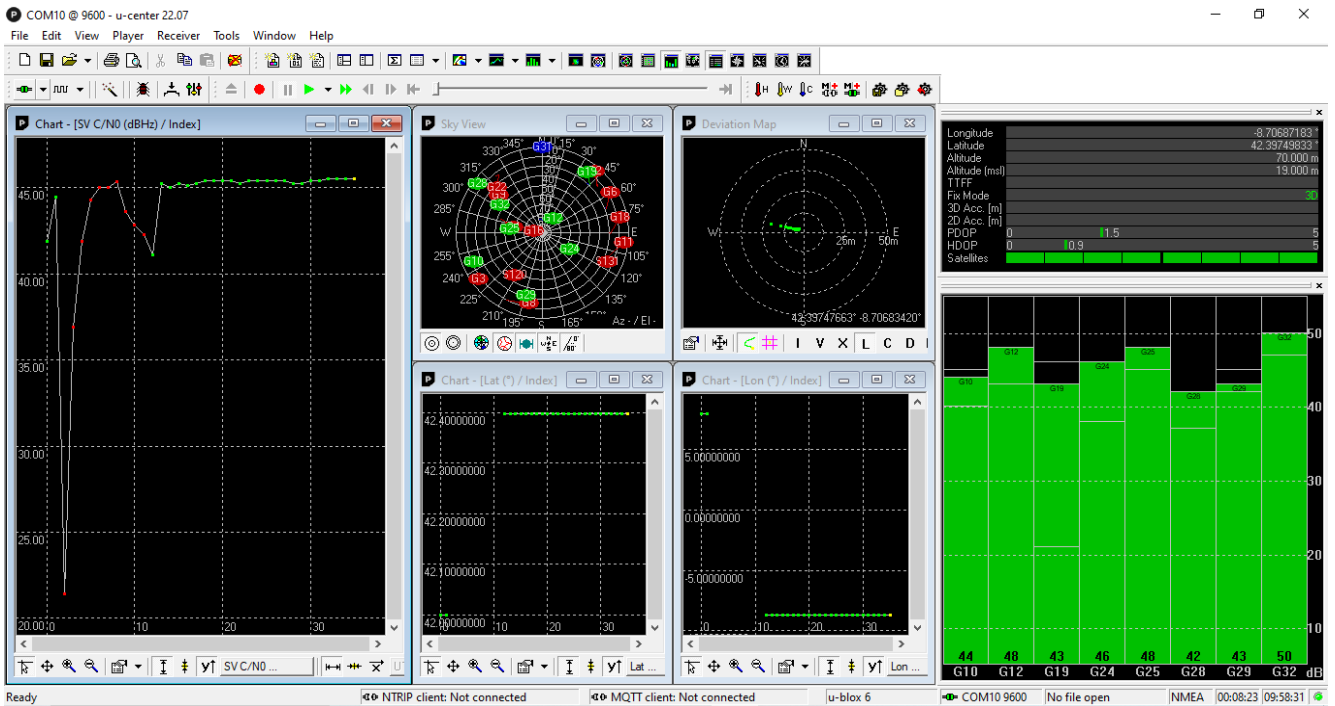 COM10 @ 9600 - u-center 22.07
File Edit View Player Receiver Tools Window Help
Chart - [SV C/N0 (dBHz) / Index]
45.00
40.00
35.00
30.00
25.00
20.00 0 10 20 30
SV C/N0 ...
Sky View
330° 345° N 15° 30°
315° 45°
300° 60°
285° 75°
W E
255° 105°
240° 120°
225° 135°
210° 195° S 165°
G31
G19
G28 G22
G9 G6
G32
G12 G18
G25 G16
G11
G24
G10 S131
G3 S120
G29
G8
Az - / El -
Deviation Map
N
W E
25m 50m
S
42.39747663° -8.70683420°
I V X L C D
Chart - [Lat (°) / Index]
42.40000000
42.30000000
42.20000000
42.10000000
42.00000000
10 20 30
Lat ...
Chart - [Lon (°) / Index]
5.00000000
0.00000000
-5.00000000
0 10 20 30
Lon ...
Longitude -8.70687183 °
Latitude 42.39749833 °
Altitude 70.000 m
Altitude (msl) 19.000 m
TTFF
Fix Mode 3D
3D Acc. [m]
2D Acc. [m]
PDOP 0 1.5 5
HDOP 0 0.9 5
Satellites
G10 G12 G19 G24 G25 G28 G29 G32
50
40
30
20
10
44 48 43 46 48 42 43 50
G10 G12 G19 G24 G25 G28 G29 G32 dB
Ready NTRIP client: Not connected MQTT client: Not connected u-blox 6 COM10 9600 No file open NMEA 00:08:23 09:58:31